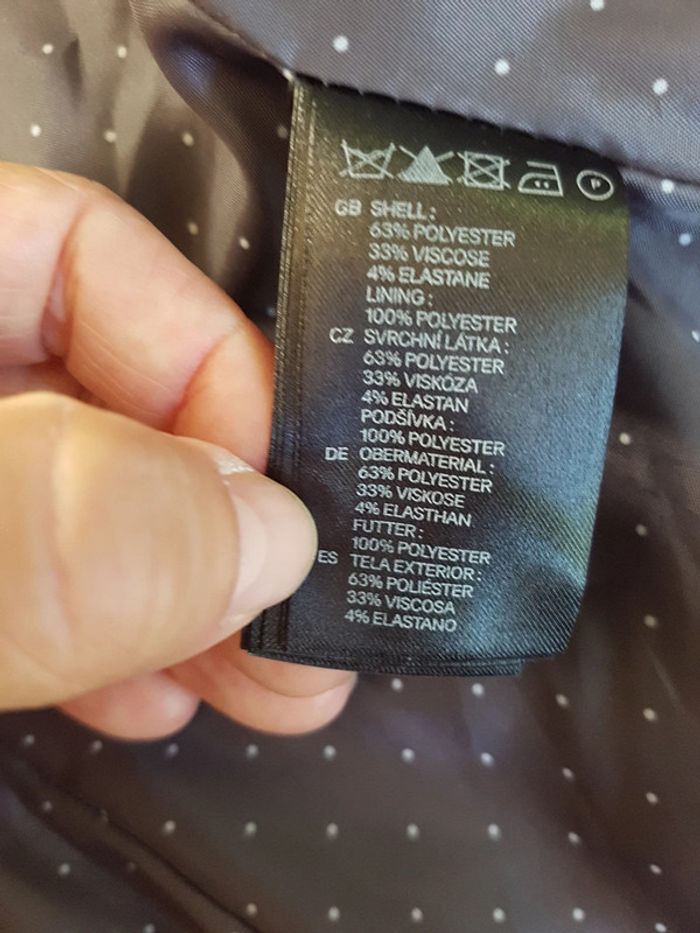 P
GB SHELL:
63% POLYESTER
33% VISCOSE
4% ELASTANE
LINING:
100% POLYESTER
CZ SVRCHNÍ LÁTKA:
63% POLYESTER
33% VISKÓZA
4% ELASTAN
PODŠÍVKA:
100% POLYESTER
DE OBERMATERIAL:
63% POLYESTER
33% VISKOSE
4% ELASTHAN
FUTTER:
100% POLYESTER
ES TELA EXTERIOR:
63% POLIÉSTER
33% VISCOSA
4% ELASTANO